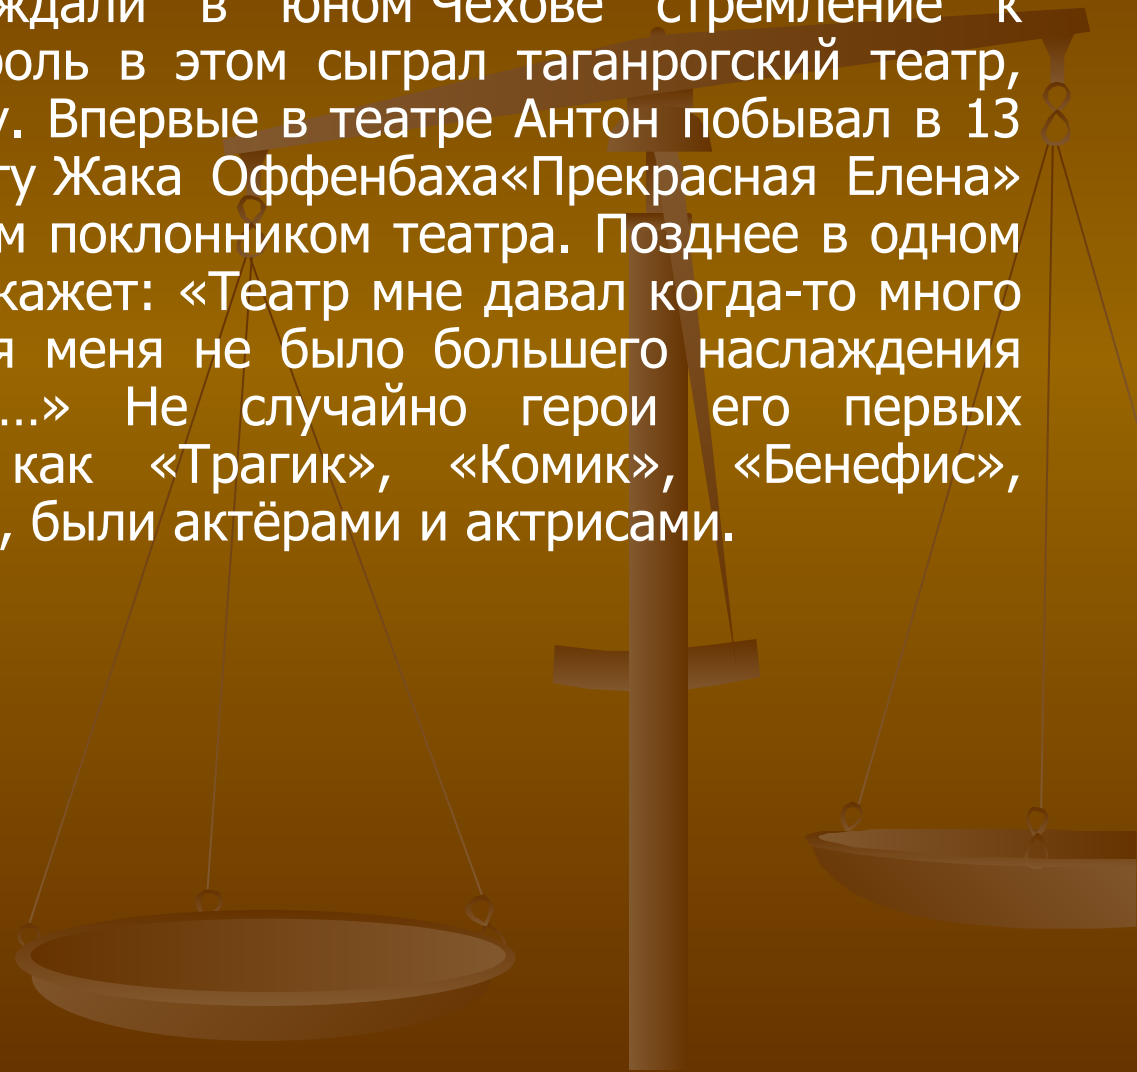 ждали в юном Чехове стремление к
оль в этом сыграл таганрогский театр,
у. Впервые в театре Антон побывал в 13
гу Жака Оффенбаха«Прекрасная Елена»
м поклонником театра. Позднее в одном
кажет: «Театр мне давал когда-то много
я меня не было большего наслаждения
…» Не случайно герои его первых
как «Трагик», «Комик», «Бенефис»,
, были актёрами и актрисами.